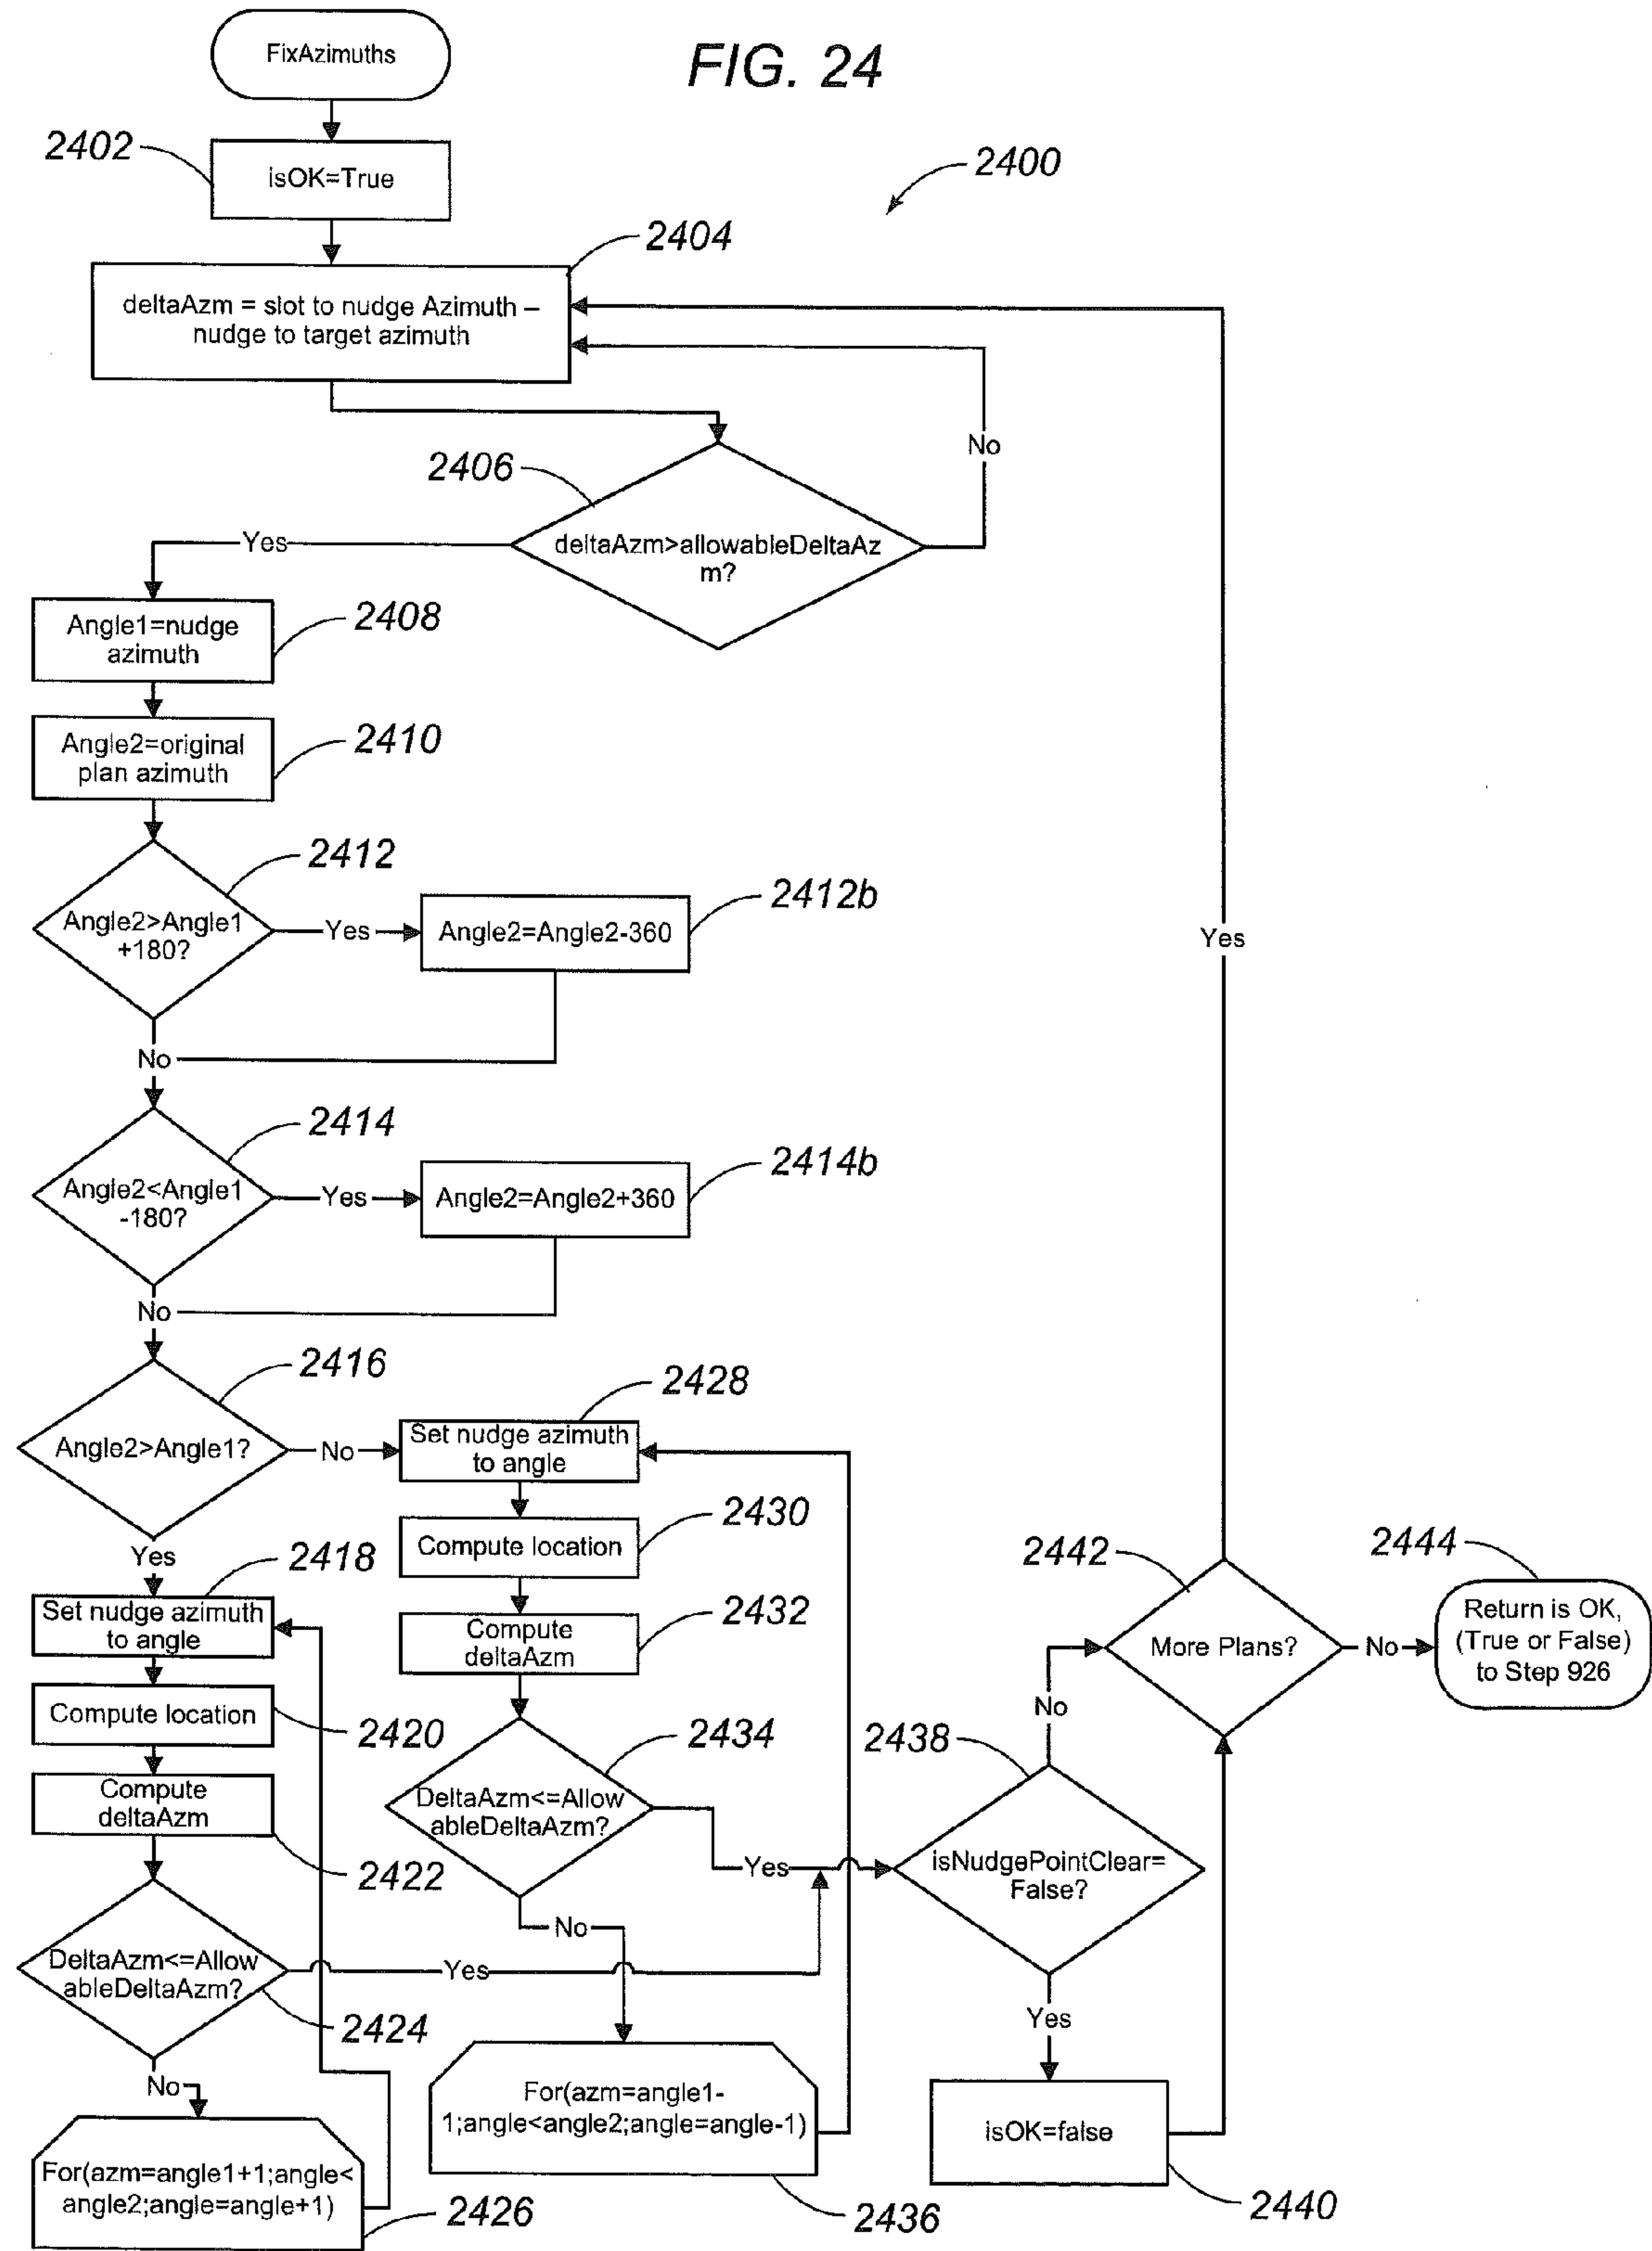 FixAzimuths
FIG. 24
2402
isOK=True
2400
2404
deltaAzm = slot to nudge Azimuth –
nudge to target azimuth
No
2406
Yes
deltaAzm>allowableDeltaAz
m?
Angle1=nudge
azimuth
2408
Angle2=original
plan azimuth
2410
2412
Angle2>Angle1
+180?
Yes
Angle2=Angle2-360
2412b
Yes
No
2414
Angle2<Angle1
-180?
Yes
Angle2=Angle2+360
2414b
No
2416
Angle2>Angle1?
No
2428
Set nudge azimuth
to angle
2430
Compute location
2432
Compute
deltaAzm
2434
DeltaAzm<=Allow
ableDeltaAzm?
Yes
No
Yes
2418
Set nudge azimuth
to angle
Compute location
2420
Compute
deltaAzm
2422
DeltaAzm<=Allow
ableDeltaAzm?
Yes
2424
No
For(azm=angle1+1;angle<
angle2;angle=angle+1)
2426
For(azm=angle1-
1;angle<angle2;angle=angle-1)
2436
2442
More Plans?
No
2444
Return is OK,
(True or False)
to Step 926
No
2438
isNudgePointClear=
False?
Yes
isOK=false
2440